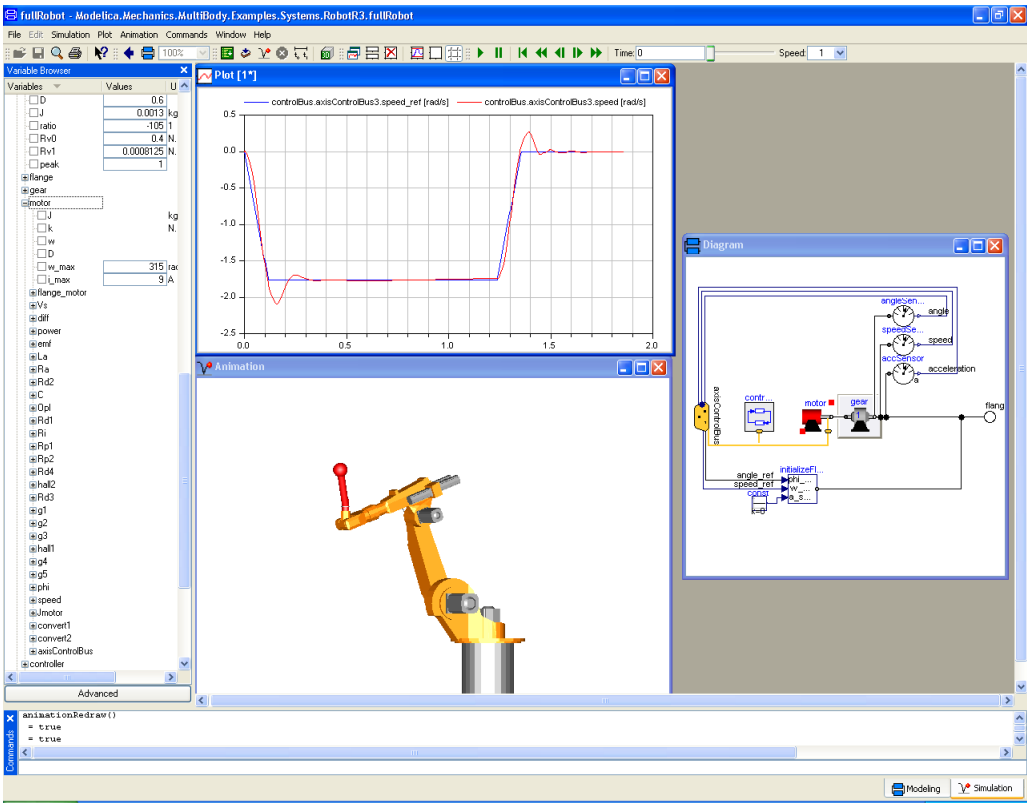 fullRobot - Modelica.Mechanics.MultiBody.Examples.Systems.RobotR3.fullRobot
File Edit Simulation Plot Animation Commands Window Help
100% Time: 0 Speed: 1
Variable Browser
Variables Values U
D 0.6
J 0.0013 kg
ratio -105 1
Rv0 0.4 N.
Rv1 0.0008125 N.
peak 1
flange
gear
motor
J kg
k N.
w
D
w_max 315 rad
i_max 9 A
flange_motor
Vs
diff
power
emf
La
Ra
Rd2
C
OpI
Rd1
Ri
Rp1
Rp2
Rd4
hall2
Rd3
g1
g2
g3
hall1
g4
g5
phi
speed
Jmotor
convert1
convert2
axisControlBus
controller
Advanced
Plot [1*]
controlBus.axisControlBus3.speed_ref [rad/s] controlBus.axisControlBus3.speed [rad/s]
0.5
0.0
-0.5
-1.0
-1.5
-2.0
-2.5
0.0 0.5 1.0 1.5 2.0
Animation
Diagram
angleSen...
angle
speedSe...
speed
accSensor
acceleration
a
axisControlBus
contr...
motor
gear
1
flang
angle_ref
speed_ref
const
k=0
initializeFl...
phi_...
w_...
a_s...
Commands
animationRedraw()
= true
= true
Modeling Simulation